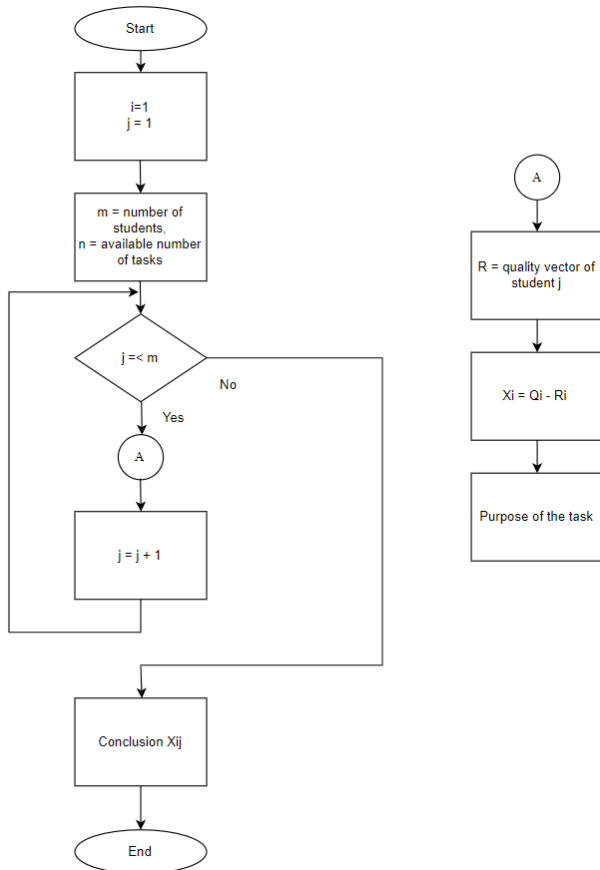 Start
i=1
j = 1
m = number of
students,
n = available number
of tasks
j =< m
No
Yes
A
j = j + 1
Conclusion Xij
End
A
R = quality vector of
student j
Xi = Qi - Ri
Purpose of the task